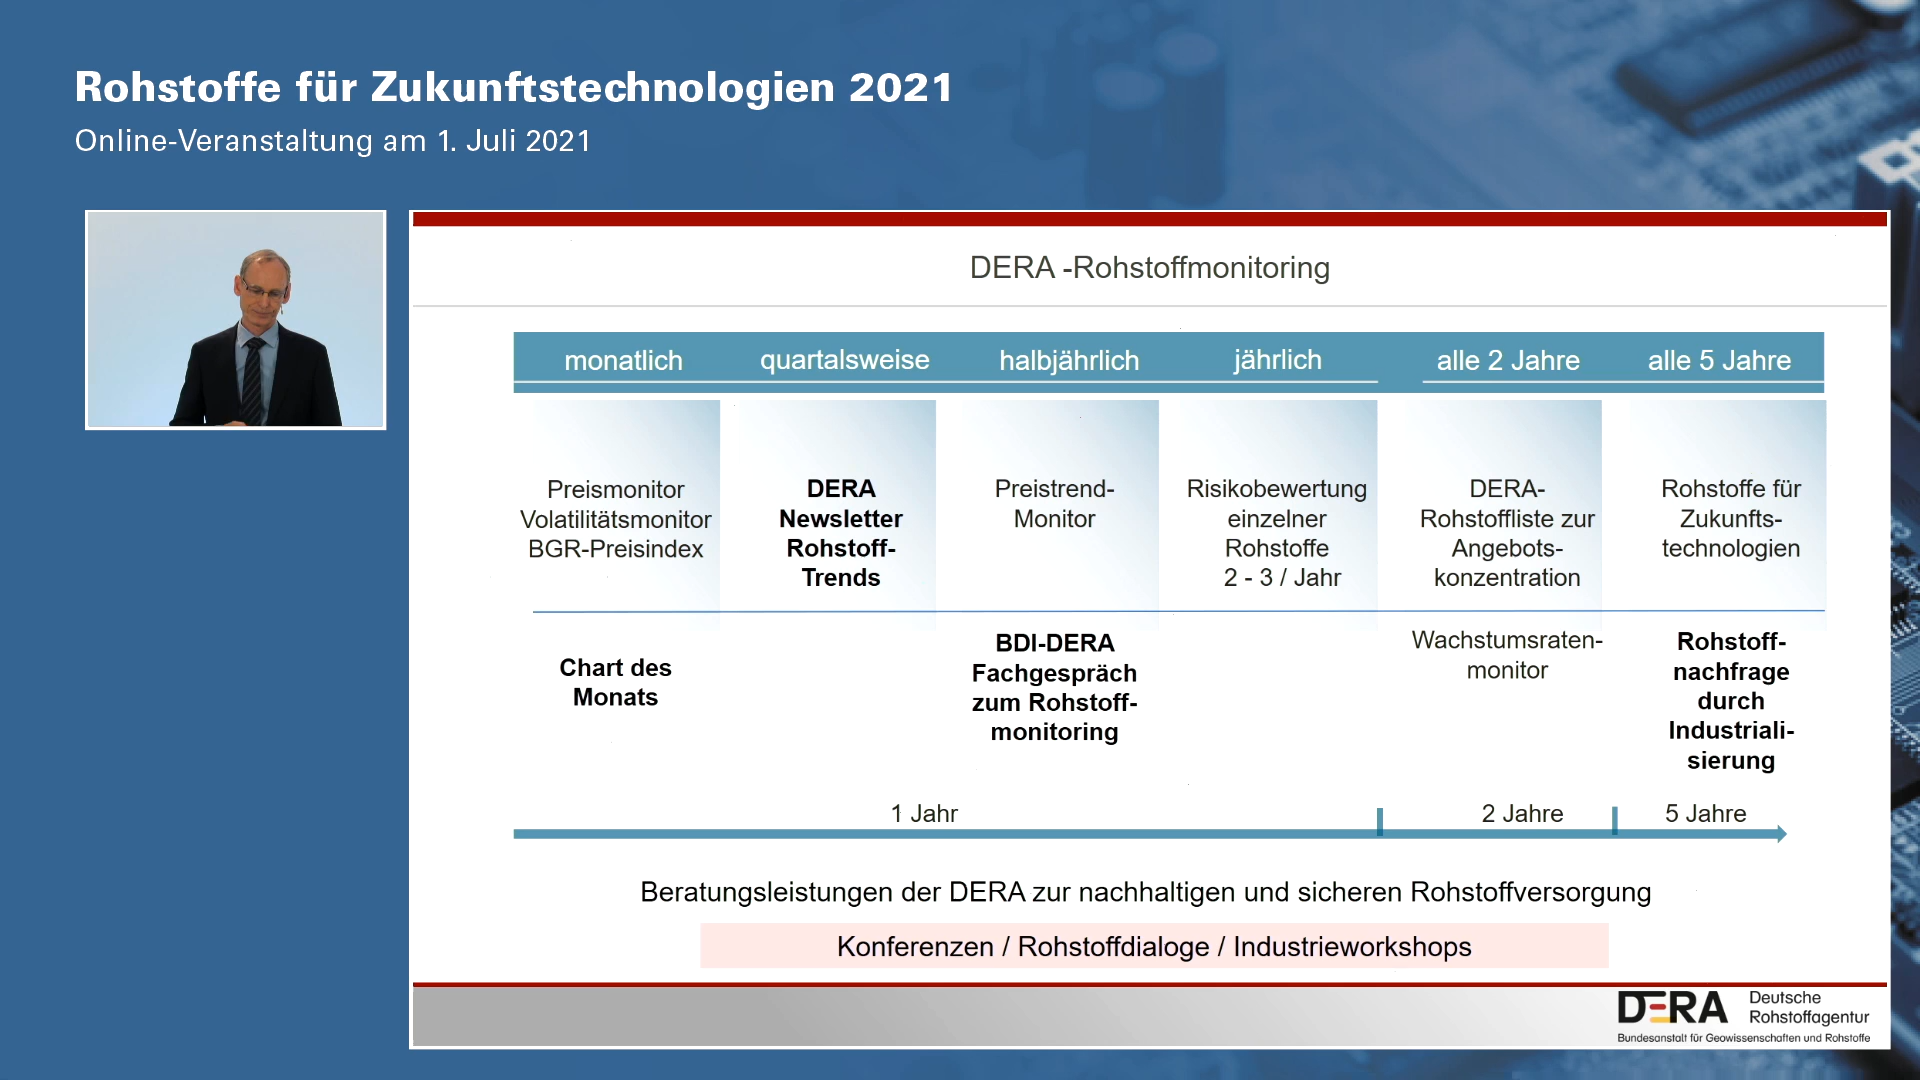 Rohstoffe für Zukunftstechnologien 2021
Online-Veranstaltung am 1. Juli 2021
DERA -Rohstoffmonitoring
monatlich
quartalsweise
halbjährlich
jährlich
alle 2 Jahre
alle 5 Jahre
Preismonitor
Volatilitätsmonitor
BGR-Preisindex
DERA
Newsletter
Rohstoff-
Trends
Preistrend-
Monitor
Risikobewertung
einzelner
Rohstoffe
2 - 3 / Jahr
DERA-
Rohstoffliste zur
Angebots-
konzentration
Rohstoffe für
Zukunfts-
technologien
Chart des
Monats
BDI-DERA
Fachgespräch
zum Rohstoff-
monitoring
Wachstumsraten-
monitor
Rohstoff-
nachfrage
durch
Industriali-
sierung
1 Jahr
2 Jahre
5 Jahre
Beratungsleistungen der DERA zur nachhaltigen und sicheren Rohstoffversorgung
Konferenzen / Rohstoffdialoge / Industrieworkshops
DERA
Deutsche
Rohstoffagentur
Bundesanstalt für Geowissenschaften und Rohstoffe